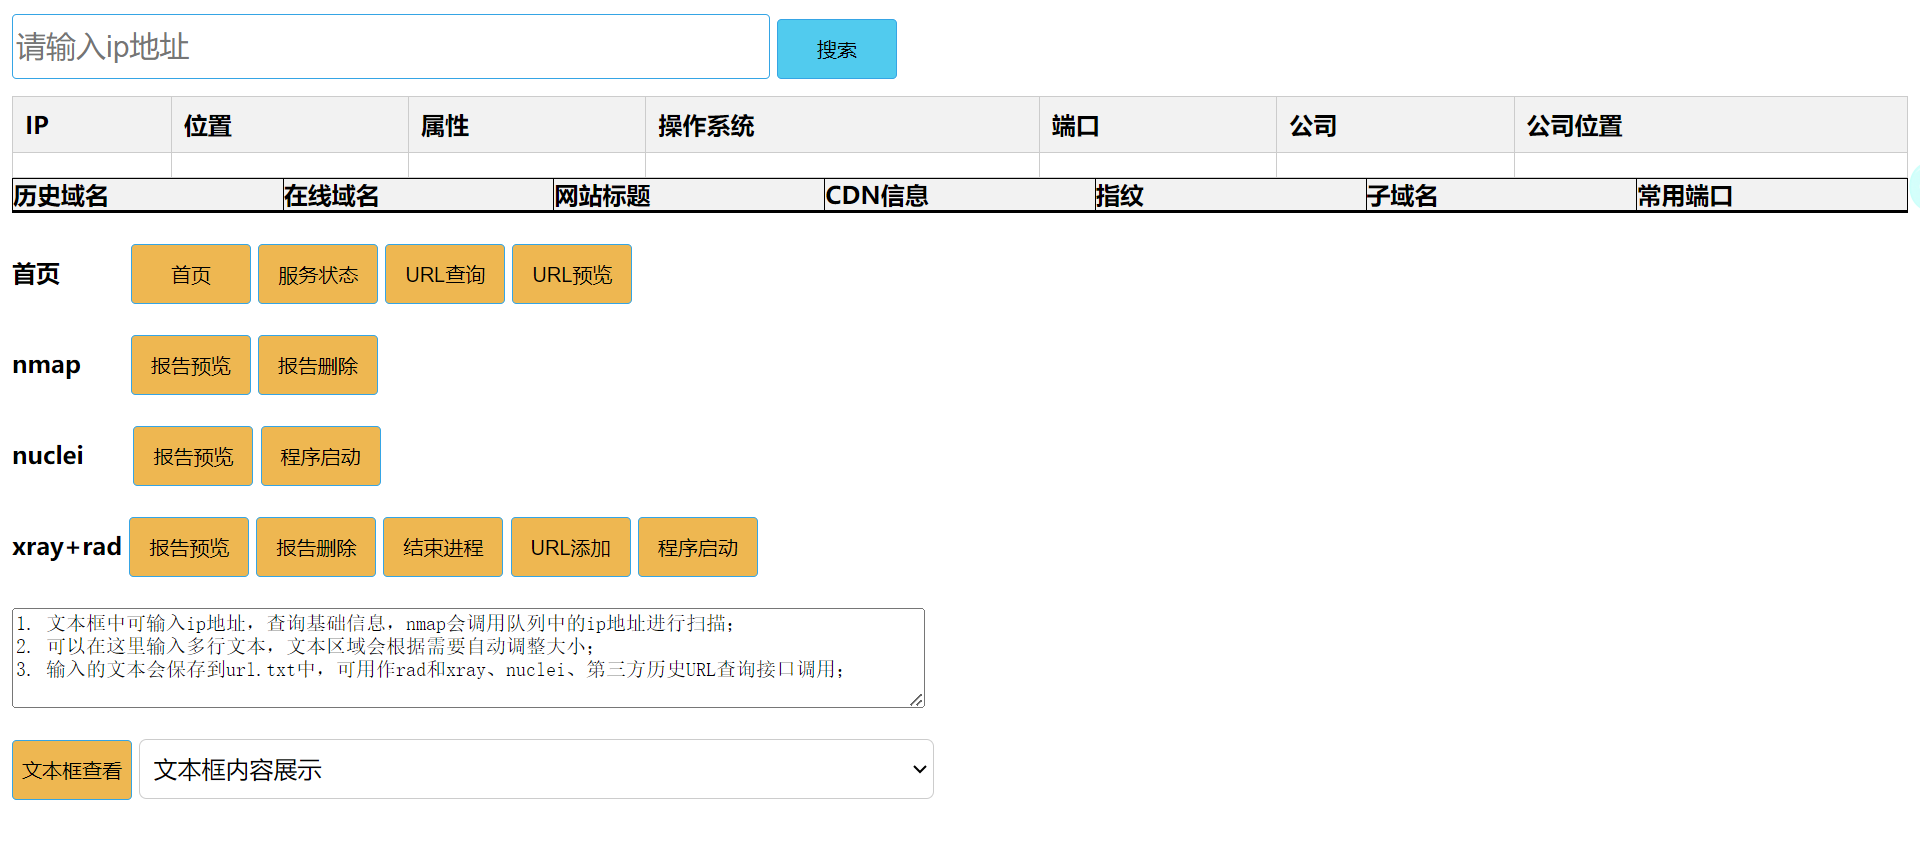 请输入ip地址 搜索
IP 位置 属性 操作系统 端口 公司 公司位置
历史域名 在线域名 网站标题 CDN信息 指纹 子域名 常用端口
首页 首页 服务状态 URL查询 URL预览
nmap 报告预览 报告删除
nuclei 报告预览 程序启动
xray+rad 报告预览 报告删除 结束进程 URL添加 程序启动
1. 文本框中可输入ip地址，查询基础信息，nmap会调用队列中的ip地址进行扫描；
2. 可以在这里输入多行文本，文本区域会根据需要自动调整大小；
3. 输入的文本会保存到url.txt中，可用作rad和xray、nuclei、第三方历史URL查询接口调用；
文本框查看 文本框内容展示